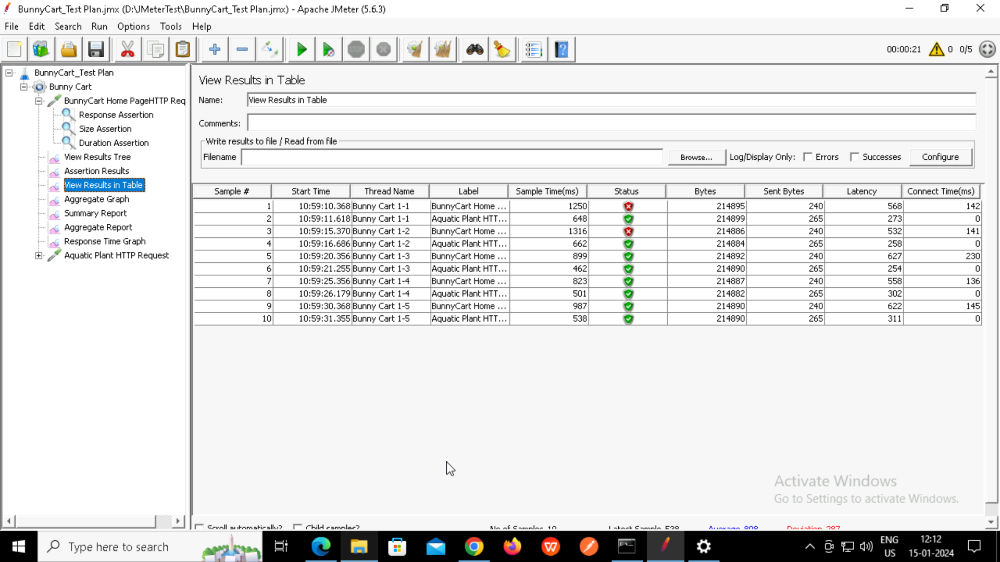 BunnyCart_Test Plan.jmx (D:\JMeterTest\BunnyCart_Test Plan.jmx) - Apache JMeter (5.6.3)
File Edit Search Run Options Tools Help
STOP
00:00:21 0 0/5
BunnyCart_Test Plan
Bunny Cart
BunnyCart Home PageHTTP Req
Response Assertion
Size Assertion
Duration Assertion
View Results Tree
Assertion Results
View Results in Table
Aggregate Graph
Summary Report
Aggregate Report
Response Time Graph
Aquatic Plant HTTP Request
View Results in Table
Name: View Results in Table
Comments:
Write results to file / Read from file
Filename Browse... Log/Display Only: Errors Successes Configure
Sample # Start Time Thread Name Label Sample Time(ms) Status Bytes Sent Bytes Latency Connect Time(ms)
1 10:59:10.368 Bunny Cart 1-1 BunnyCart Home ... 1250 214895 240 568 142
2 10:59:11.618 Bunny Cart 1-1 Aquatic Plant HTT... 648 214899 265 273 0
3 10:59:15.370 Bunny Cart 1-2 BunnyCart Home ... 1316 214886 240 532 141
4 10:59:16.686 Bunny Cart 1-2 Aquatic Plant HTT... 662 214884 265 258 0
5 10:59:20.356 Bunny Cart 1-3 BunnyCart Home ... 899 214892 240 627 230
6 10:59:21.255 Bunny Cart 1-3 Aquatic Plant HTT... 462 214890 265 254 0
7 10:59:25.356 Bunny Cart 1-4 BunnyCart Home ... 823 214887 240 558 136
8 10:59:26.179 Bunny Cart 1-4 Aquatic Plant HTT... 501 214882 265 302 0
9 10:59:30.368 Bunny Cart 1-5 BunnyCart Home ... 987 214890 240 622 145
10 10:59:31.355 Bunny Cart 1-5 Aquatic Plant HTT... 538 214890 265 311 0
Activate Windows
Go to Settings to activate Windows.
Scroll automatically? Child samples? No of Samples 10 Latest Sample 538 Average 808 Deviation 287
Type here to search
ENG
US
12:12
15-01-2024